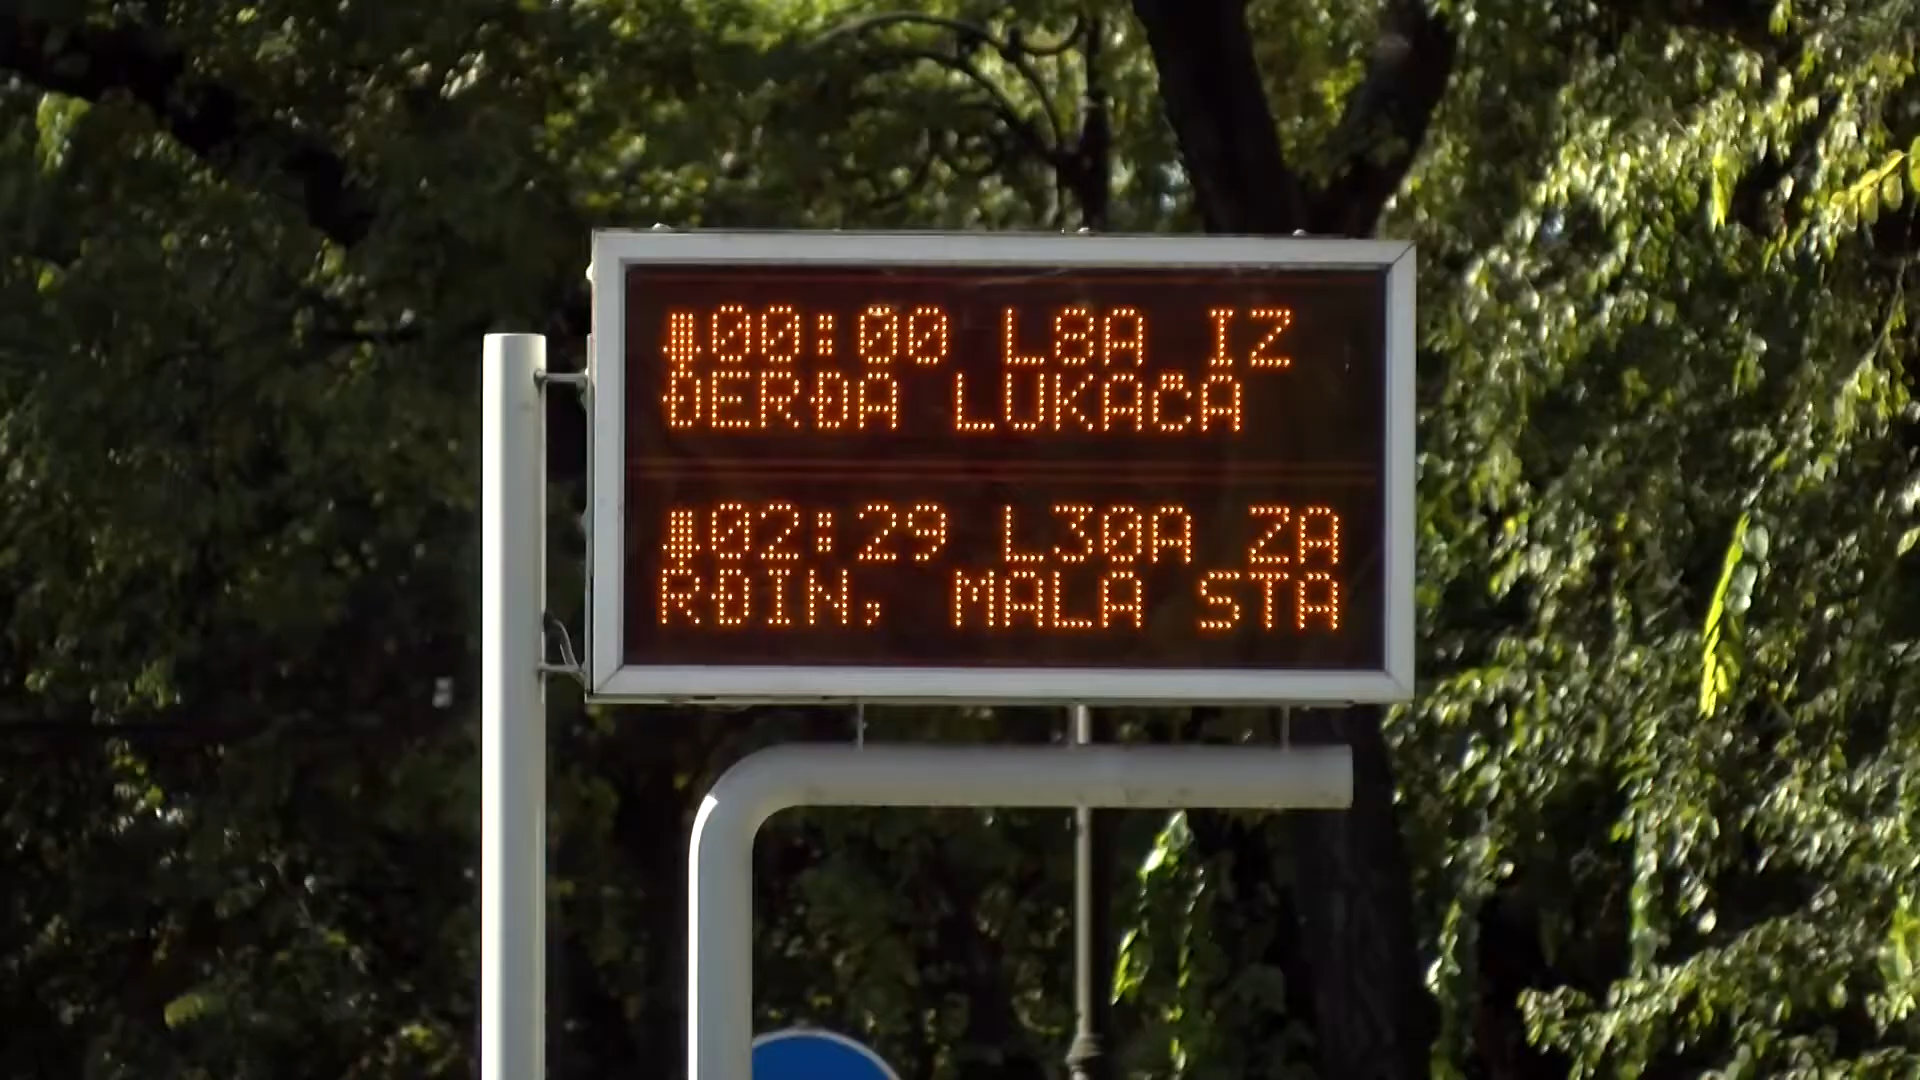 00:00 L8A IZ
ĐERĐA LUKAČA
02:29 L30A ZA
RĐIN, MALA STA